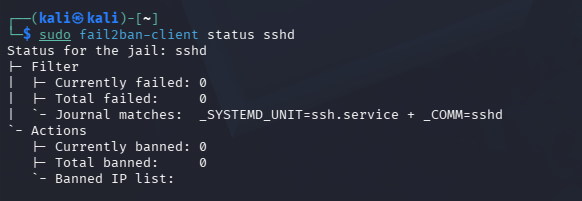 ┌──(kali㉿kali)-[~]
└─$ sudo fail2ban-client status sshd
Status for the jail: sshd
|- Filter
|  |- Currently failed: 0
|  |- Total failed:     0
|  `- Journal matches:  _SYSTEMD_UNIT=ssh.service + _COMM=sshd
`- Actions
   |- Currently banned: 0
   |- Total banned:     0
   `- Banned IP list: